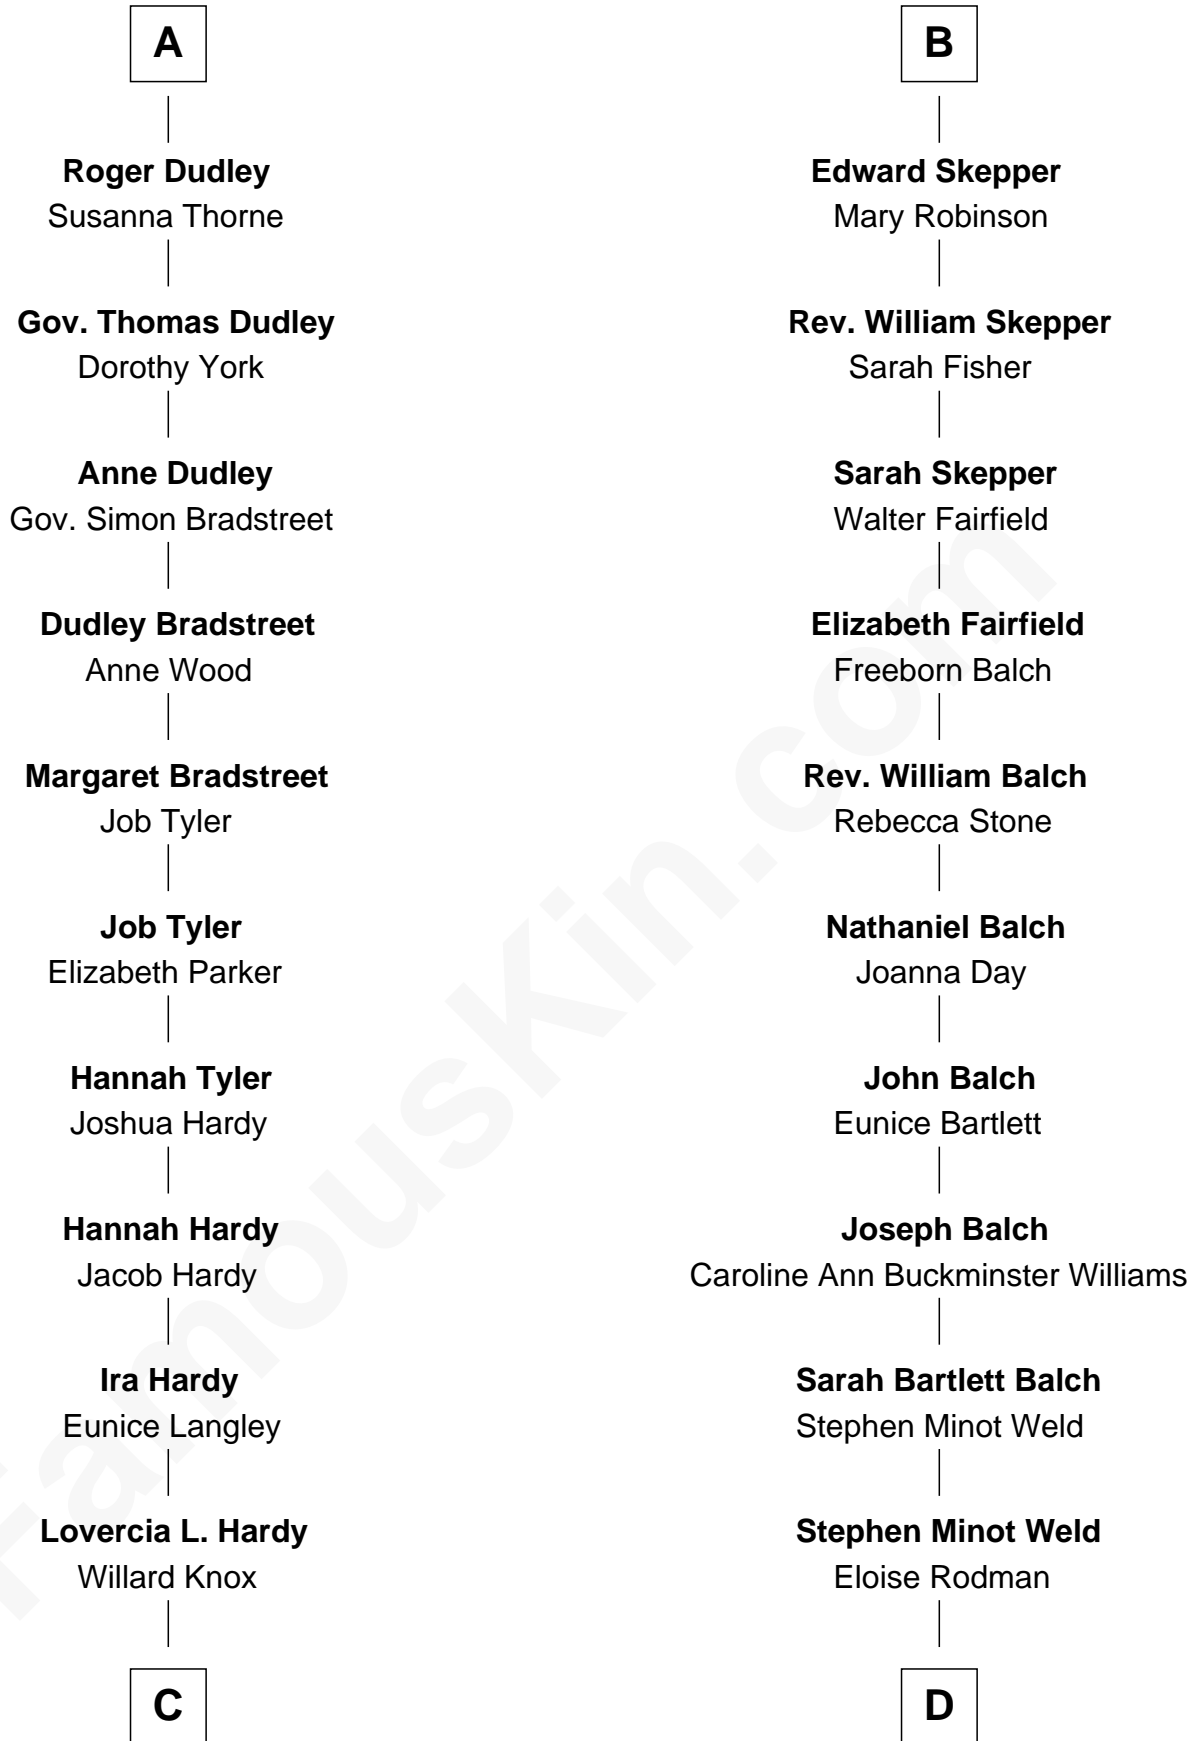 A
Roger Dudley
Susanna Thorne
Gov. Thomas Dudley
Dorothy York
Anne Dudley
Gov. Simon Bradstreet
Dudley Bradstreet
Anne Wood
Margaret Bradstreet
Job Tyler
Job Tyler
Elizabeth Parker
Hannah Tyler
Joshua Hardy
Hannah Hardy
Jacob Hardy
Ira Hardy
Eunice Langley
Lovercia L. Hardy
Willard Knox
C
B
Edward Skepper
Mary Robinson
Rev. William Skepper
Sarah Fisher
Sarah Skepper
Walter Fairfield
Elizabeth Fairfield
Freeborn Balch
Rev. William Balch
Rebecca Stone
Nathaniel Balch
Joanna Day
John Balch
Eunice Bartlett
Joseph Balch
Caroline Ann Buckminster Williams
Sarah Bartlett Balch
Stephen Minot Weld
Stephen Minot Weld
Eloise Rodman
D
FamousKin.com